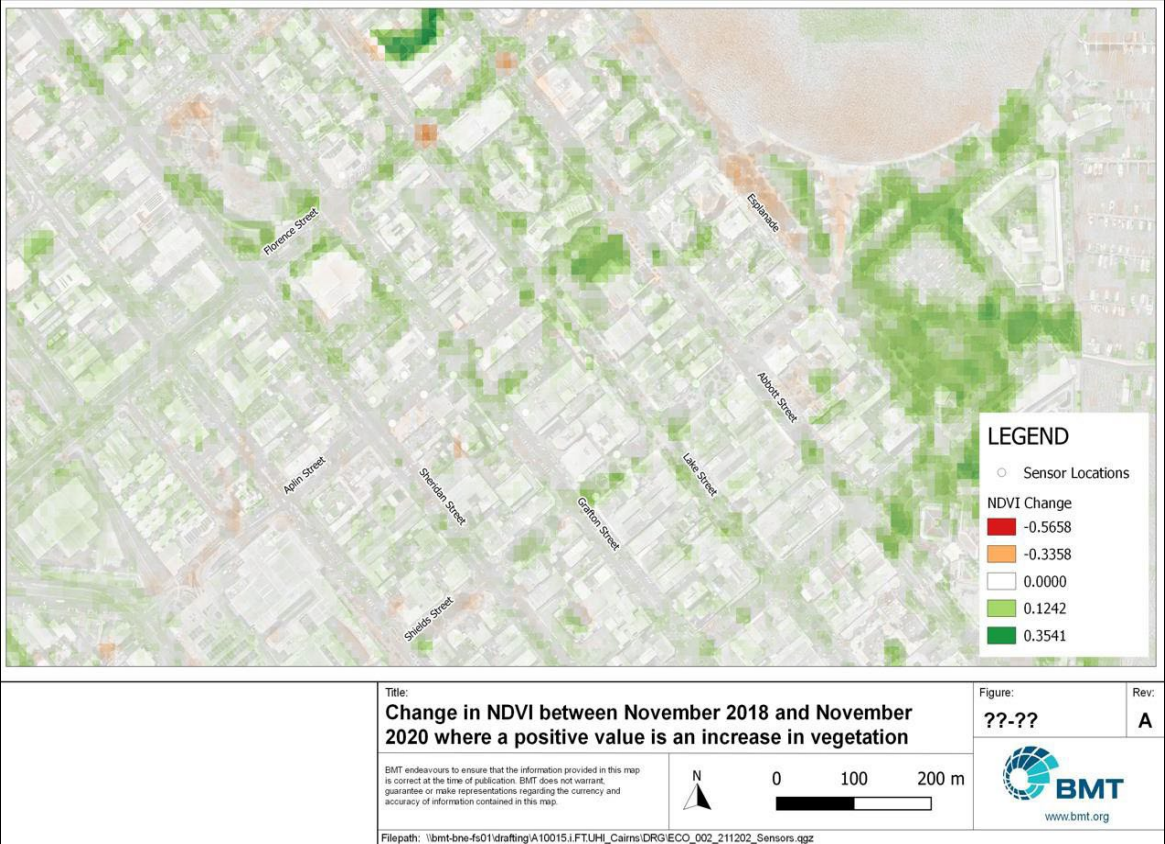 Florence Street
Esplanade
Abbott Street
Aplin Street
Sheridan Street
Lake Street
Grafton Street
Shields Street
LEGEND
Sensor Locations
NDVI Change
-0.5658
-0.3358
0.0000
0.1242
0.3541
Title:
Change in NDVI between November 2018 and November
2020 where a positive value is an increase in vegetation
Figure:
??-??
Rev:
A
BMT endeavours to ensure that the information provided in this map
is correct at the time of publication. BMT does not warrant,
guarantee or make representations regarding the currency and
accuracy of information contained in this map.
N
0 100 200 m
BMT
www.bmt.org
Filepath: \\bmt-bne-fs01\drafting\A10015.i.FT.UHI_Cairns\DRG\ECO_002_211202_Sensors.qgz